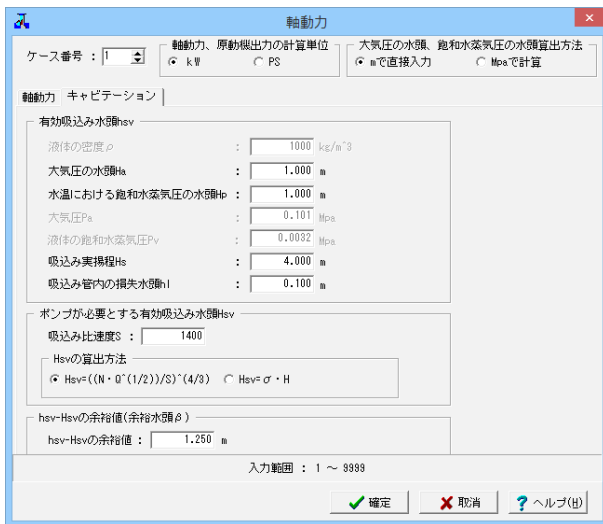 軸動力
ケース番号 : 1
軸動力、原動機出力の計算単位
kW PS
大気圧の水頭、飽和水蒸気圧の水頭算出方法
mで直接入力 Mpaで計算
軸動力 キャビテーション
有効吸込み水頭hsv
液体の密度ρ : 1000 kg/m^3
大気圧の水頭Ha : 1.000 m
水温における飽和水蒸気圧の水頭Hp : 1.000 m
大気圧Pa : 0.101 Mpa
液体の飽和水蒸気圧Pv : 0.0032 Mpa
吸込み実揚程Hs : 4.000 m
吸込み管内の損失水頭hl : 0.100 m
ポンプが必要とする有効吸込み水頭Hsv
吸込み比速度S : 1400
Hsvの算出方法
Hsv=((N・Q^(1/2))/S)^(4/3) Hsv=σ・H
hsv-Hsvの余裕値(余裕水頭β)
hsv-Hsvの余裕値 : 1.250 m
入力範囲 : 1 ～ 9999
確定 取消 ヘルプ(H)